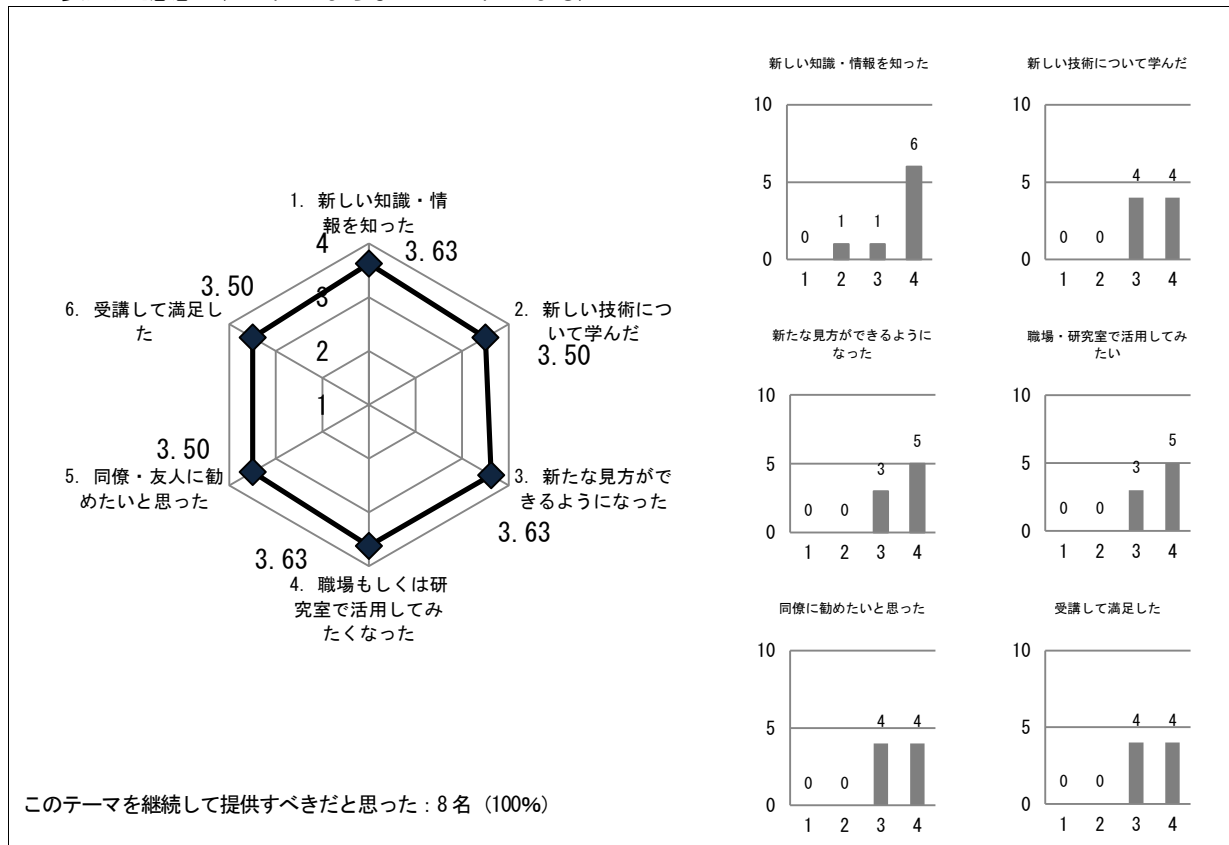 1. 新しい知識・情
報を知った
4
3.63
3.50
3
6. 受講して満足し
た
2. 新しい技術につ
いて学んだ
3.50
2
1
3.50
5. 同僚・友人に勧
めたいと思った
3. 新たな見方がで
きるようになった
3.63
3.63
4. 職場もしくは研
究室で活用してみ
たくなった
このテーマを継続して提供すべきだと思った：8名（100%）
新しい知識・情報を知った
10
5
0
0
1
1
6
1 2 3 4
新しい技術について学んだ
10
5
0
0
0
4
4
1 2 3 4
新たな見方ができるように
なった
10
5
0
0
0
3
5
1 2 3 4
職場・研究室で活用してみ
たい
10
5
0
0
0
3
5
1 2 3 4
同僚に勧めたいと思った
10
5
0
0
0
4
4
1 2 3 4
受講して満足した
10
5
0
0
0
4
4
1 2 3 4